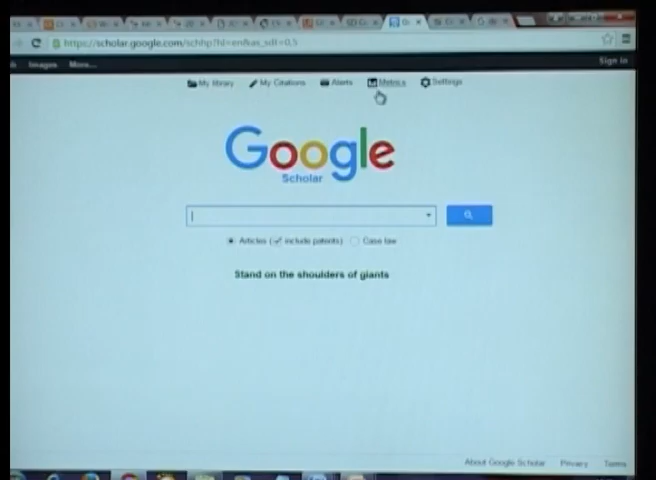 https://scholar.google.com/schhp?hl=en&as_sdt=0,5
Images More... Sign in
My library My Citations Alerts Metrics Settings
Google
Scholar
Articles (✓ include patents) Case law
Stand on the shoulders of giants
About Google Scholar Privacy Terms